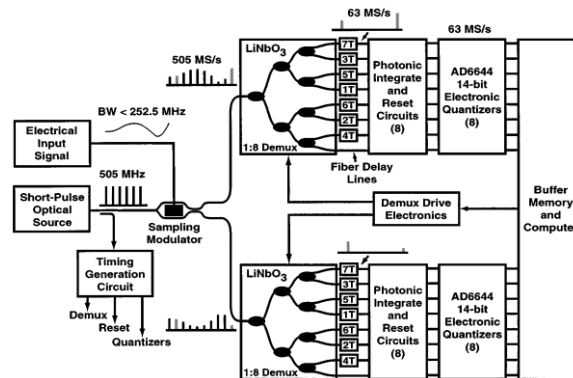 63 MS/s
63 MS/s
505 MS/s
LiNbO3
7T
3T
5T
1T
6T
2T
4T
1:8 Demux
Photonic
Integrate
and
Reset
Circuits
(8)
AD6644
14-bit
Electronic
Quantizers
(8)
BW < 252.5 MHz
Electrical
Input
Signal
Fiber Delay
Lines
505 MHz
Short-Pulse
Optical
Source
Sampling
Modulator
Demux Drive
Electronics
Buffer
Memory
and
Compute
Timing
Generation
Circuit
Demux
Reset
Quantizers
LiNbO3
7T
3T
5T
1T
6T
2T
4T
1:8 Demux
Photonic
Integrate
and
Reset
Circuits
(8)
AD6644
14-bit
Electronic
Quantizers
(8)